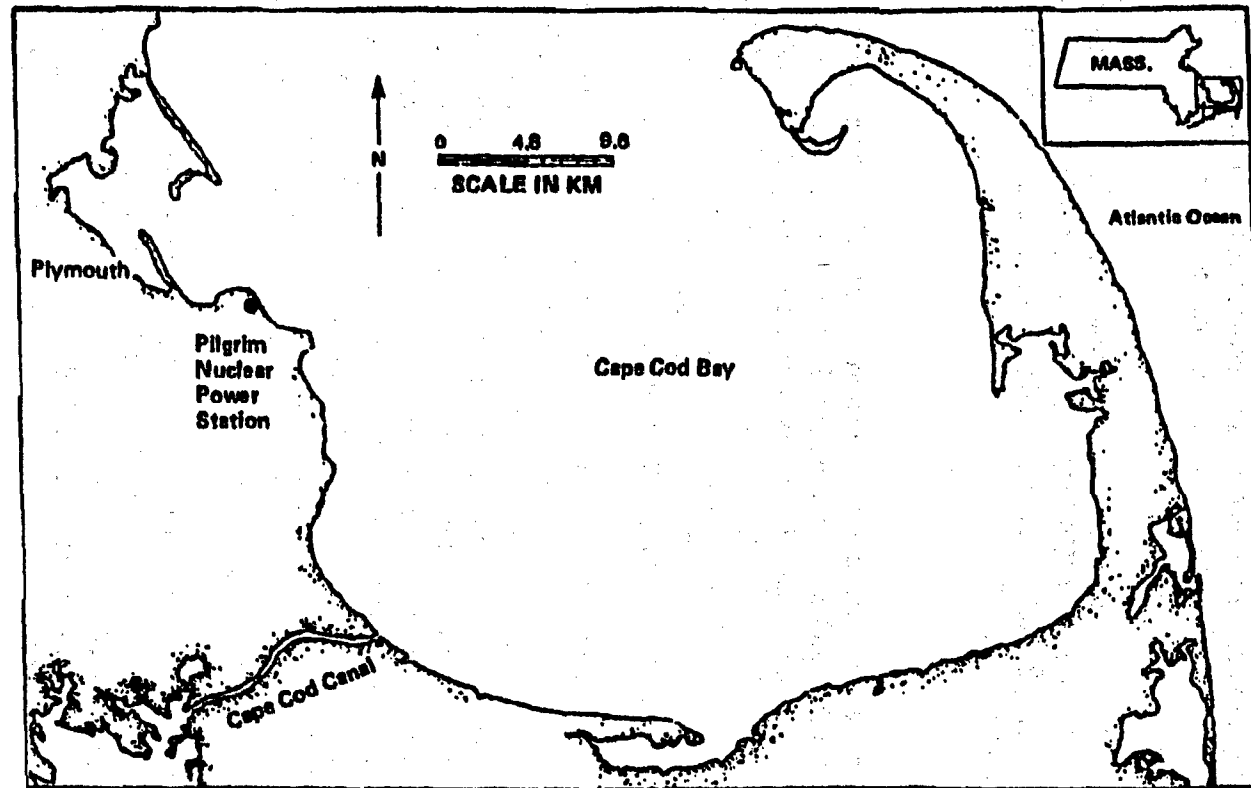 MASS.
N
0 4.8 9.6
SCALE IN KM
Atlantic Ocean
Plymouth
Pilgrim
Nuclear
Power
Station
Cape Cod Bay
Cape Cod Canal